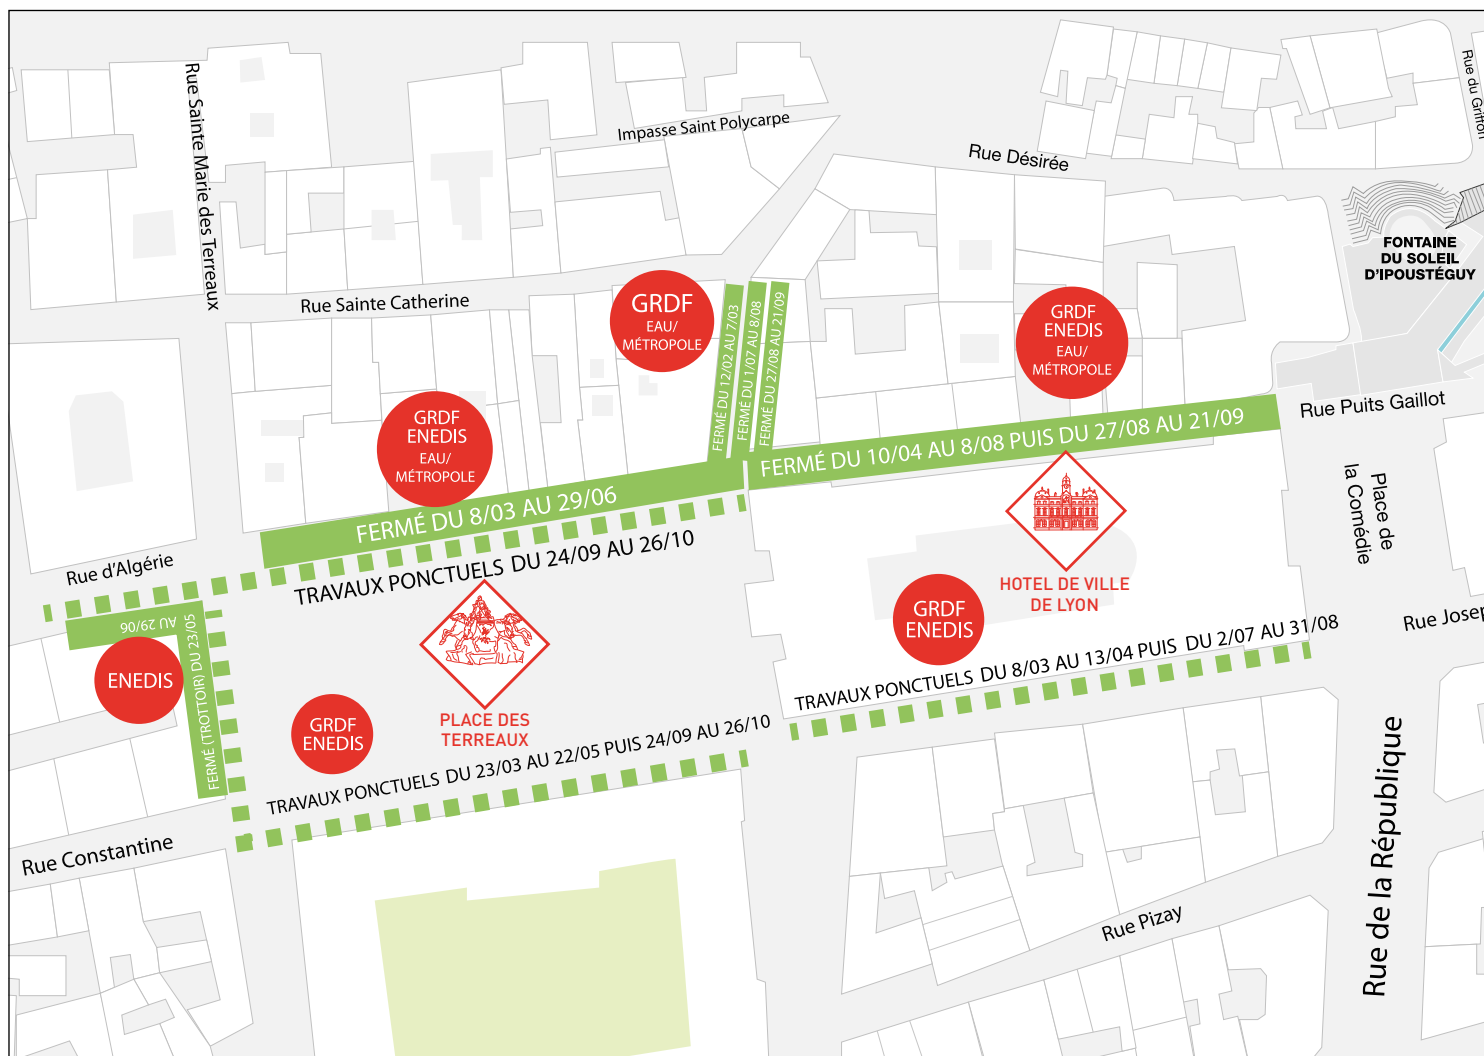 Rue Sainte Marie des Terreaux
Impasse Saint Polycarpe
Rue Désirée
Rue du Griffon
FONTAINE
DU SOLEIL
D'IPOUSTÉGUY
Rue Sainte Catherine
GRDF
EAU/
MÉTROPOLE
FERMÉ DU 12/02 AU 7/03
FERMÉ DU 1/07 AU 8/08
FERMÉ DU 27/08 AU 21/09
GRDF
ENEDIS
EAU/
MÉTROPOLE
GRDF
ENEDIS
EAU/
MÉTROPOLE
Rue Puits Gaillot
FERMÉ DU 10/04 AU 8/08 PUIS DU 27/08 AU 21/09
FERMÉ DU 8/03 AU 29/06
Place de
la Comédie
Rue d'Algérie
TRAVAUX PONCTUELS DU 24/09 AU 26/10
HOTEL DE VILLE
DE LYON
GRDF
ENEDIS
Rue Josep
FERMÉ (TROTTOIR) DU 23/05
AU 29/06
ENEDIS
TRAVAUX PONCTUELS DU 8/03 AU 13/04 PUIS DU 2/07 AU 31/08
GRDF
ENEDIS
PLACE DES
TERREAUX
TRAVAUX PONCTUELS DU 23/03 AU 22/05 PUIS 24/09 AU 26/10
Rue Constantine
Rue de la République
Rue Pizay